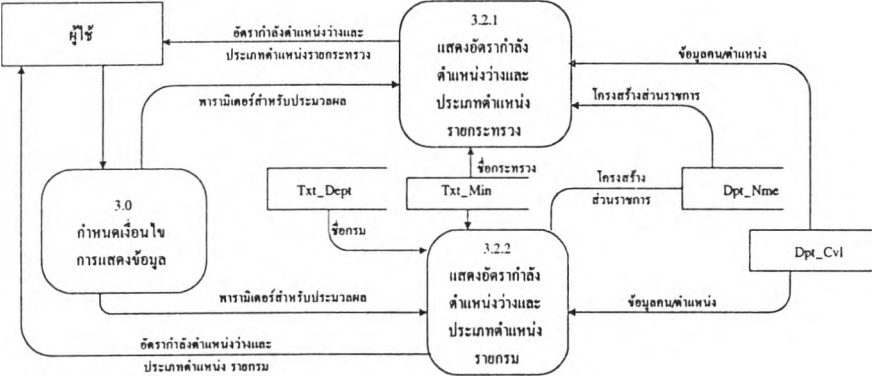 ผู้ใช้
อัตรากำลังตำแหน่งว่างและ
ประเภทตำแหน่งรายกระทรวง
3.2.1
แสดงอัตรากำลัง
ตำแหน่งว่างและ
ประเภทตำแหน่ง
รายกระทรวง
ข้อมูลคน/ตำแหน่ง
พารามิเตอร์สำหรับประมวลผล
โครงสร้างส่วนราชการ
ชื่อกระทรวง
3.0
กำหนดเงื่อนไข
การแสดงข้อมูล
Txt_Dept
Txt_Min
โครงสร้าง
ส่วนราชการ
Dpt_Nme
ชื่อกรม
3.2.2
แสดงอัตรากำลัง
ตำแหน่งว่างและ
ประเภทตำแหน่ง
รายกรม
Dpt_Cvl
พารามิเตอร์สำหรับประมวลผล
ข้อมูลคน/ตำแหน่ง
อัตรากำลังตำแหน่งว่างและ
ประเภทตำแหน่ง รายกรม